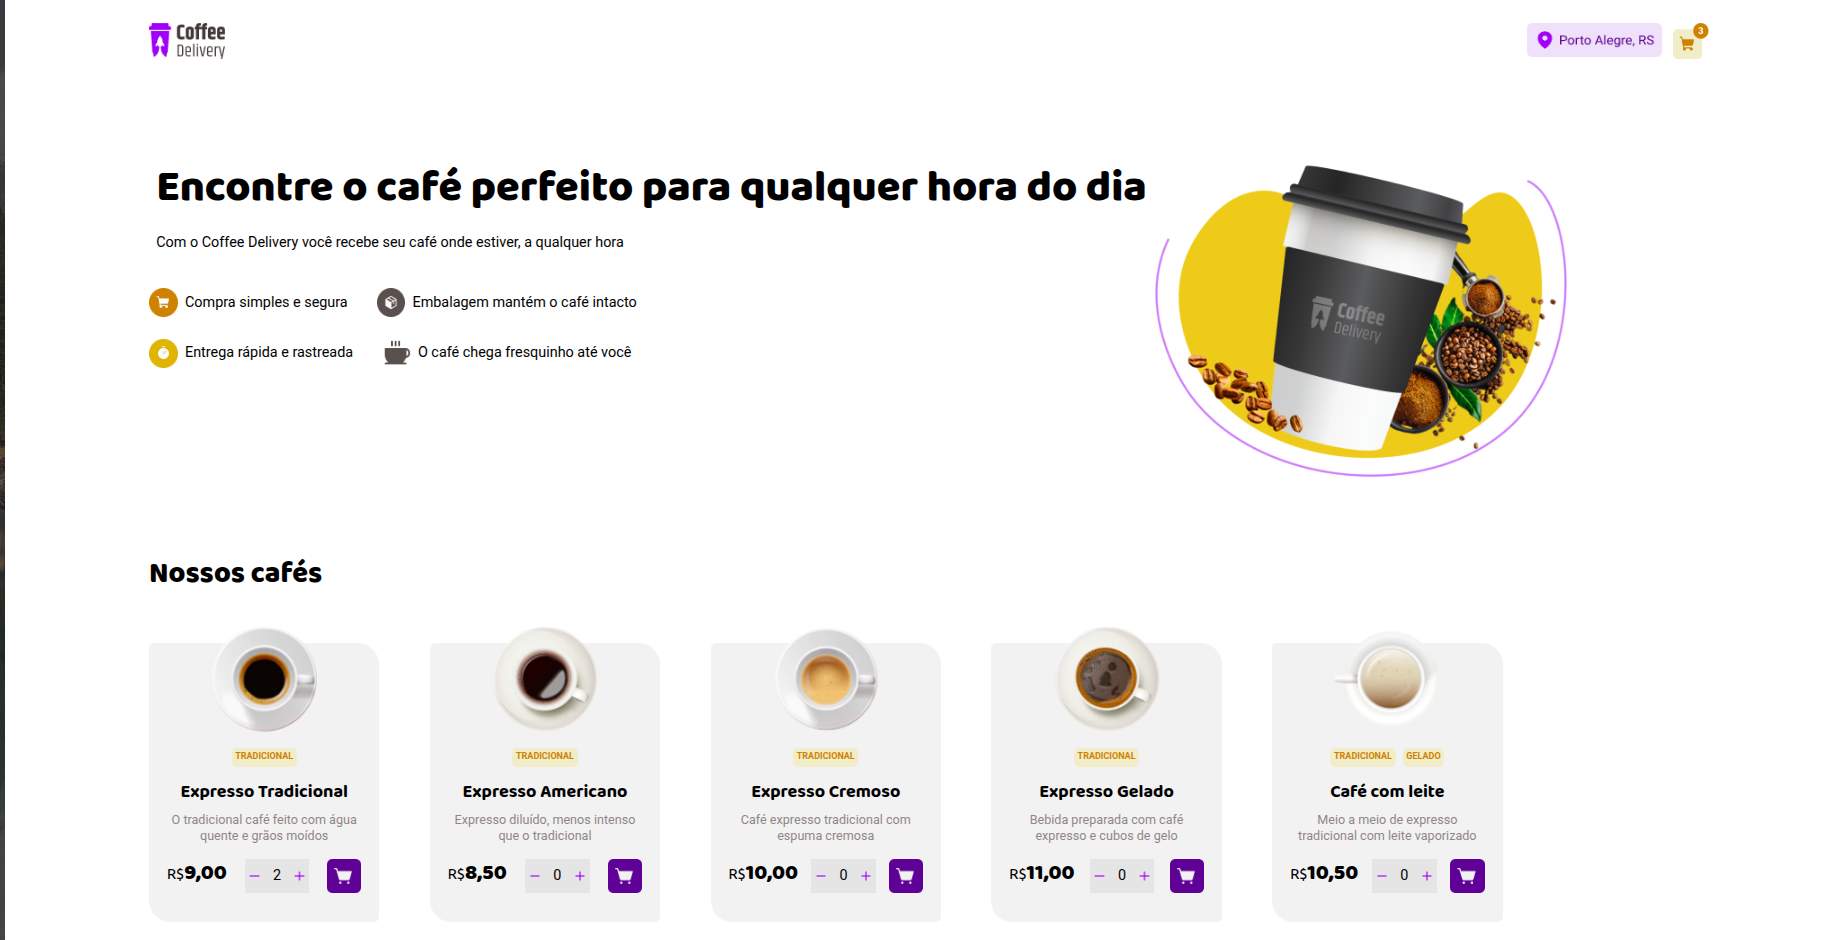 Coffee
Delivery
Porto Alegre, RS
3
Encontre o café perfeito para qualquer hora do dia
Com o Coffee Delivery você recebe seu café onde estiver, a qualquer hora
Compra simples e segura
Embalagem mantém o café intacto
Entrega rápida e rastreada
O café chega fresquinho até você
Coffee
Delivery
Nossos cafés
TRADICIONAL
Expresso Tradicional
O tradicional café feito com água
quente e grãos moídos
R$9,00 − 2 +
TRADICIONAL
Expresso Americano
Expresso diluído, menos intenso
que o tradicional
R$8,50 − 0 +
TRADICIONAL
Expresso Cremoso
Café expresso tradicional com
espuma cremosa
R$10,00 − 0 +
TRADICIONAL
Expresso Gelado
Bebida preparada com café
expresso e cubos de gelo
R$11,00 − 0 +
TRADICIONAL GELADO
Café com leite
Meio a meio de expresso
tradicional com leite vaporizado
R$10,50 − 0 +